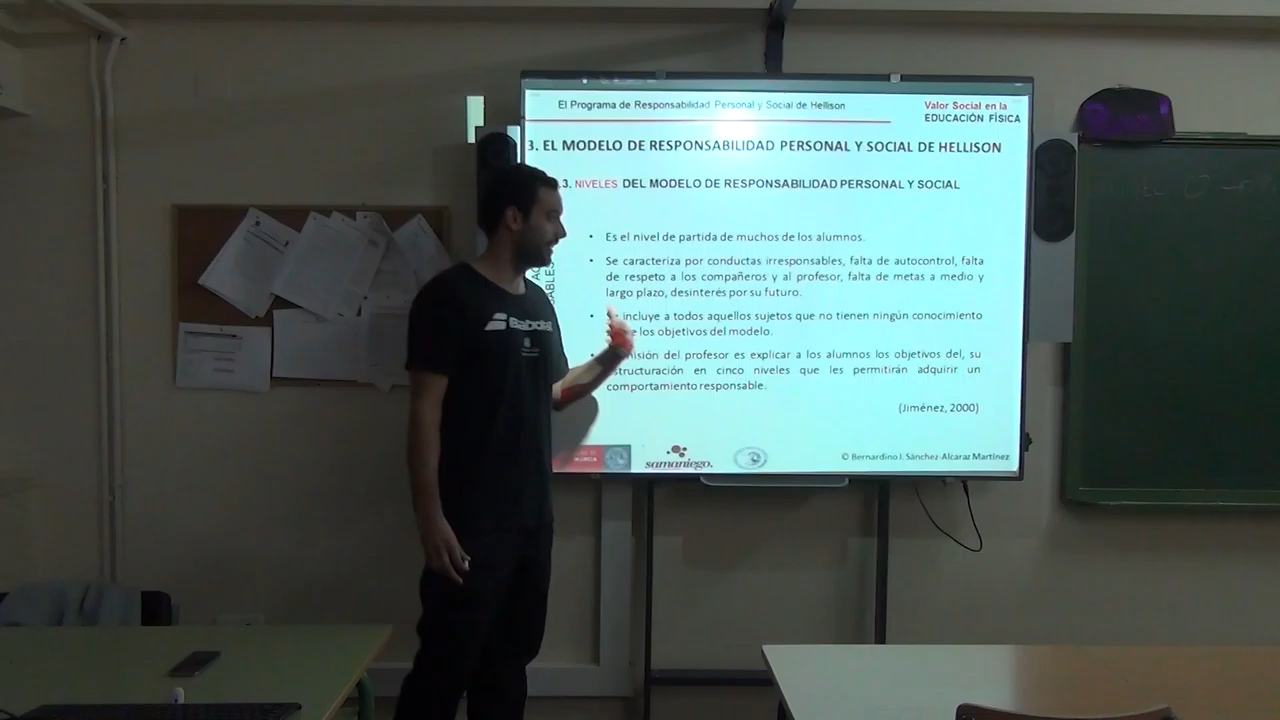 El Programa de Responsabilidad Personal y Social de Hellison
Valor Social en la
EDUCACIÓN FÍSICA
3. EL MODELO DE RESPONSABILIDAD PERSONAL Y SOCIAL DE HELLISON
.3. NIVELES DEL MODELO DE RESPONSABILIDAD PERSONAL Y SOCIAL
• Es el nivel de partida de muchos de los alumnos.
• Se caracteriza por conductas irresponsables, falta de autocontrol, falta
de respeto a los compañeros y al profesor, falta de metas a medio y
largo plazo, desinterés por su futuro.
• incluye a todos aquellos sujetos que no tienen ningún conocimiento
los objetivos del modelo.
• misión del profesor es explicar a los alumnos los objetivos del, su
structuración en cinco niveles que les permitirán adquirir un
comportamiento responsable.
(Jiménez, 2000)
samaniego.
© Bernardino J. Sánchez-Alcaraz Martínez
Babolat